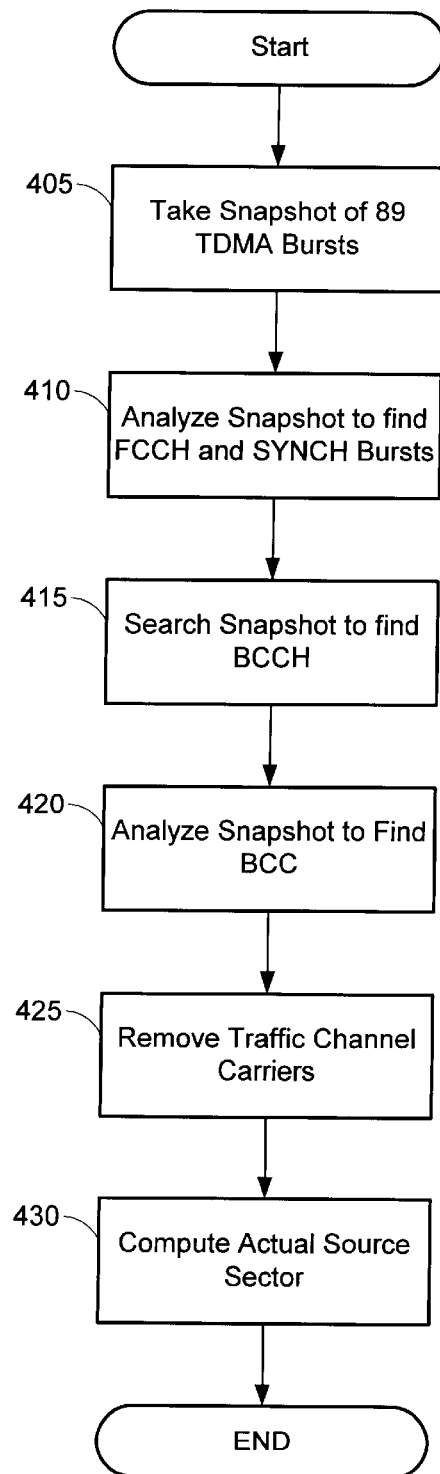 Start
405
Take Snapshot of 89
TDMA Bursts
410
Analyze Snapshot to find
FCCH and SYNCH Bursts
415
Search Snapshot to find
BCCH
420
Analyze Snapshot to Find
BCC
425
Remove Traffic Channel
Carriers
430
Compute Actual Source
Sector
END